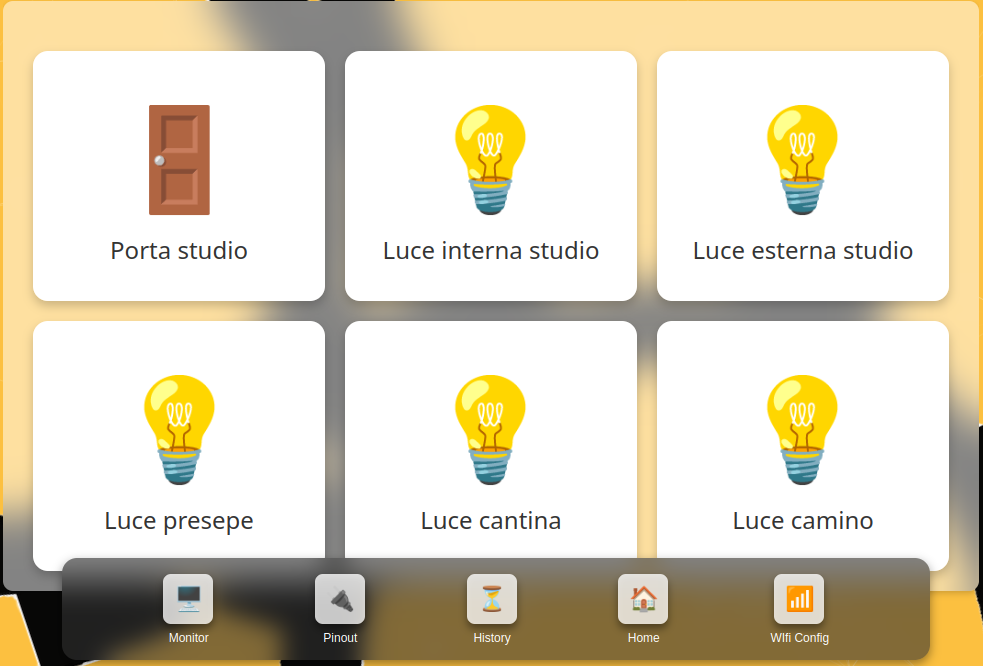 Porta studio
Luce interna studio
Luce esterna studio
Luce presepe
Luce cantina
Luce camino
Monitor
Pinout
History
Home
WIfi Config